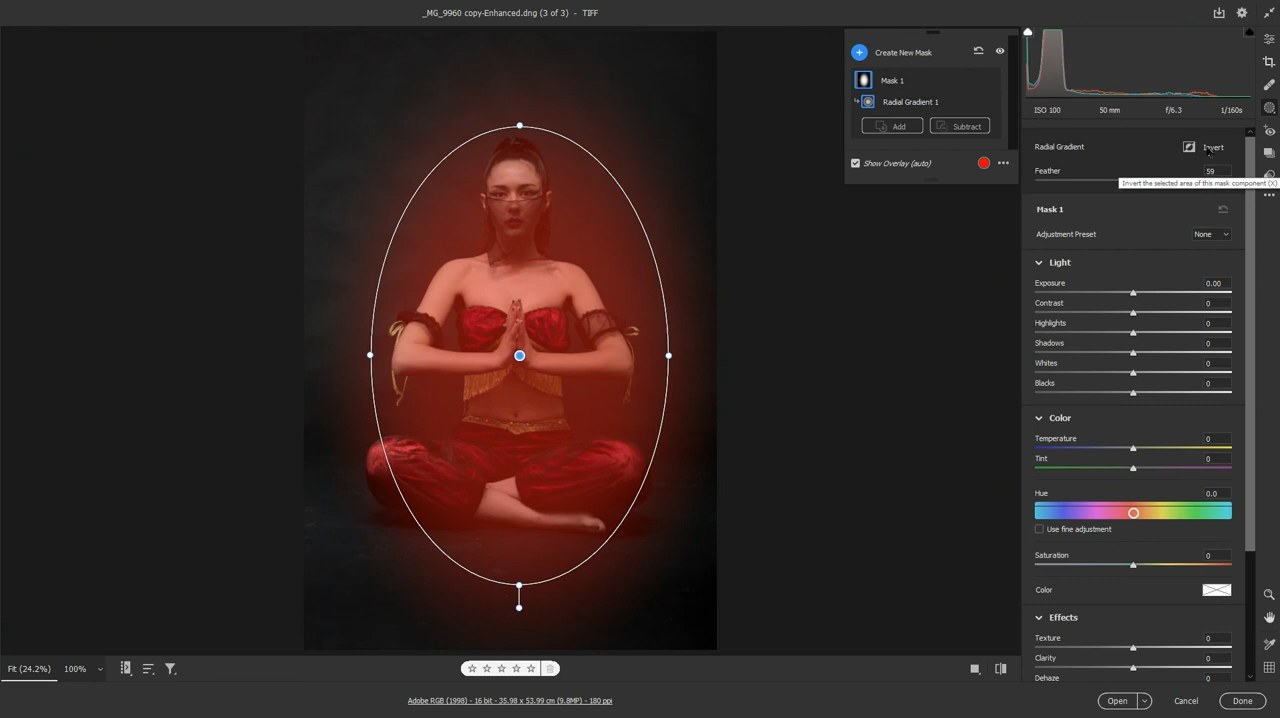 _MG_9960 copy-Enhanced.dng (3 of 3) - TIFF
Create New Mask
Mask 1
Radial Gradient 1
Add Subtract
Show Overlay (auto)
ISO 100 50 mm f/6.3 1/160s
Radial Gradient Invert
Feather 59
Invert the selected area of this mask component (X)
Mask 1
Adjustment Preset None
Light
Exposure 0.00
Contrast 0
Highlights 0
Shadows 0
Whites 0
Blacks 0
Color
Temperature 0
Tint 0
Hue 0.0
Use fine adjustment
Saturation 0
Color
Effects
Texture 0
Clarity 0
Dehaze
Fit (24.2%) 100%
Adobe RGB (1998) - 16 bit - 35.98 x 53.99 cm (9.8MP) - 180 ppi
Open Cancel Done